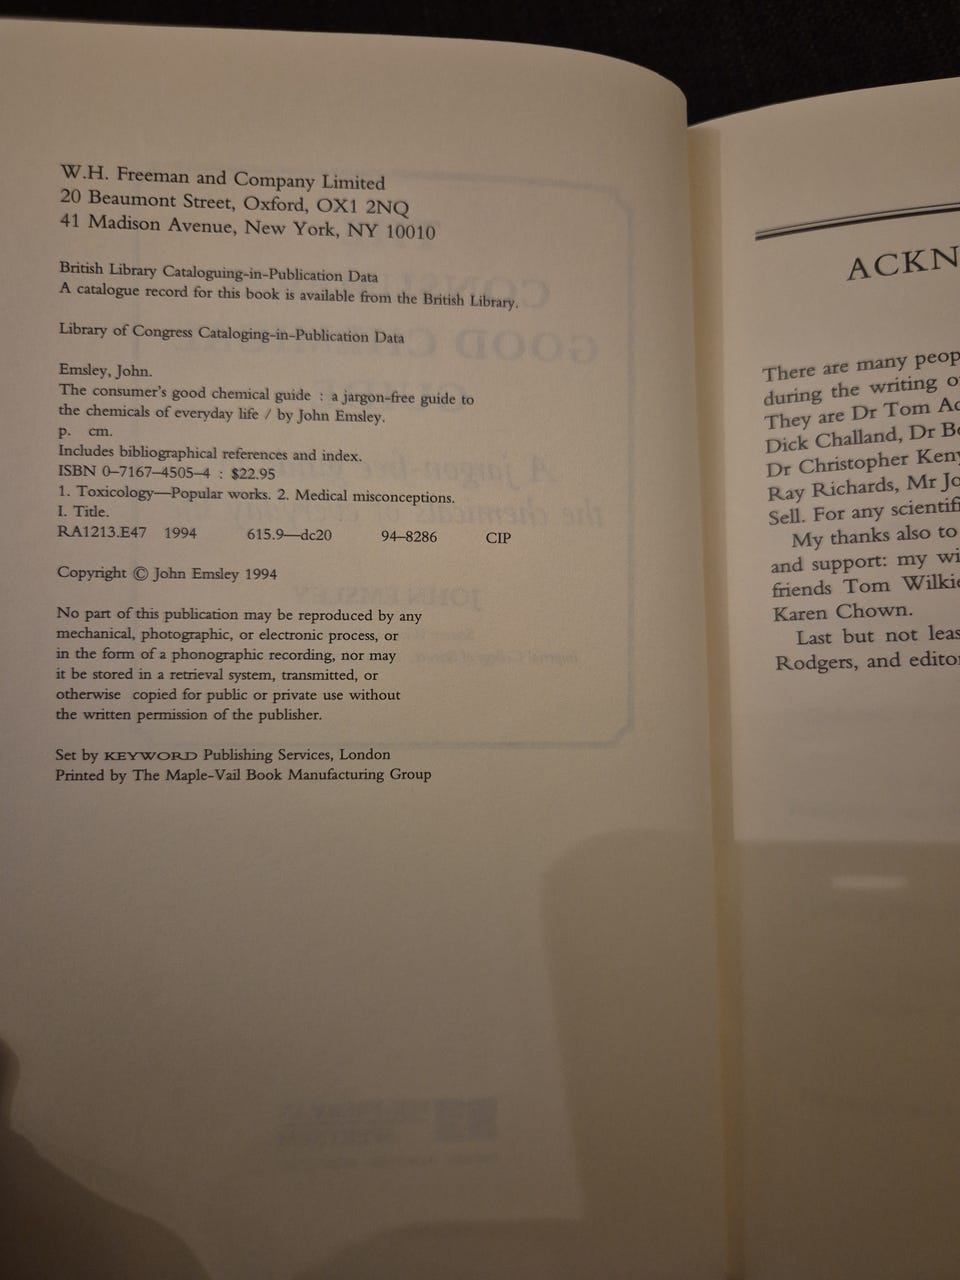 W.H. Freeman and Company Limited
20 Beaumont Street, Oxford, OX1 2NQ
41 Madison Avenue, New York, NY 10010
British Library Cataloguing-in-Publication Data
A catalogue record for this book is available from the British Library.
Library of Congress Cataloging-in-Publication Data
Emsley, John.
The consumer's good chemical guide : a jargon-free guide to
the chemicals of everyday life / by John Emsley.
p. cm.
Includes bibliographical references and index.
ISBN 0–7167–4505–4 : $22.95
1. Toxicology—Popular works. 2. Medical misconceptions.
I. Title.
RA1213.E47 1994 615.9—dc20 94–8286 CIP
Copyright © John Emsley 1994
No part of this publication may be reproduced by any
mechanical, photographic, or electronic process, or
in the form of a phonographic recording, nor may
it be stored in a retrieval system, transmitted, or
otherwise copied for public or private use without
the written permission of the publisher.
Set by KEYWORD Publishing Services, London
Printed by The Maple-Vail Book Manufacturing Group
ACKN
There are many peop
during the writing o
They are Dr Tom Ac
Dick Challand, Dr B
Dr Christopher Ken
Ray Richards, Mr Jo
Sell. For any scientifi
My thanks also to
and support: my wi
friends Tom Wilkie
Karen Chown.
Last but not leas
Rodgers, and editor